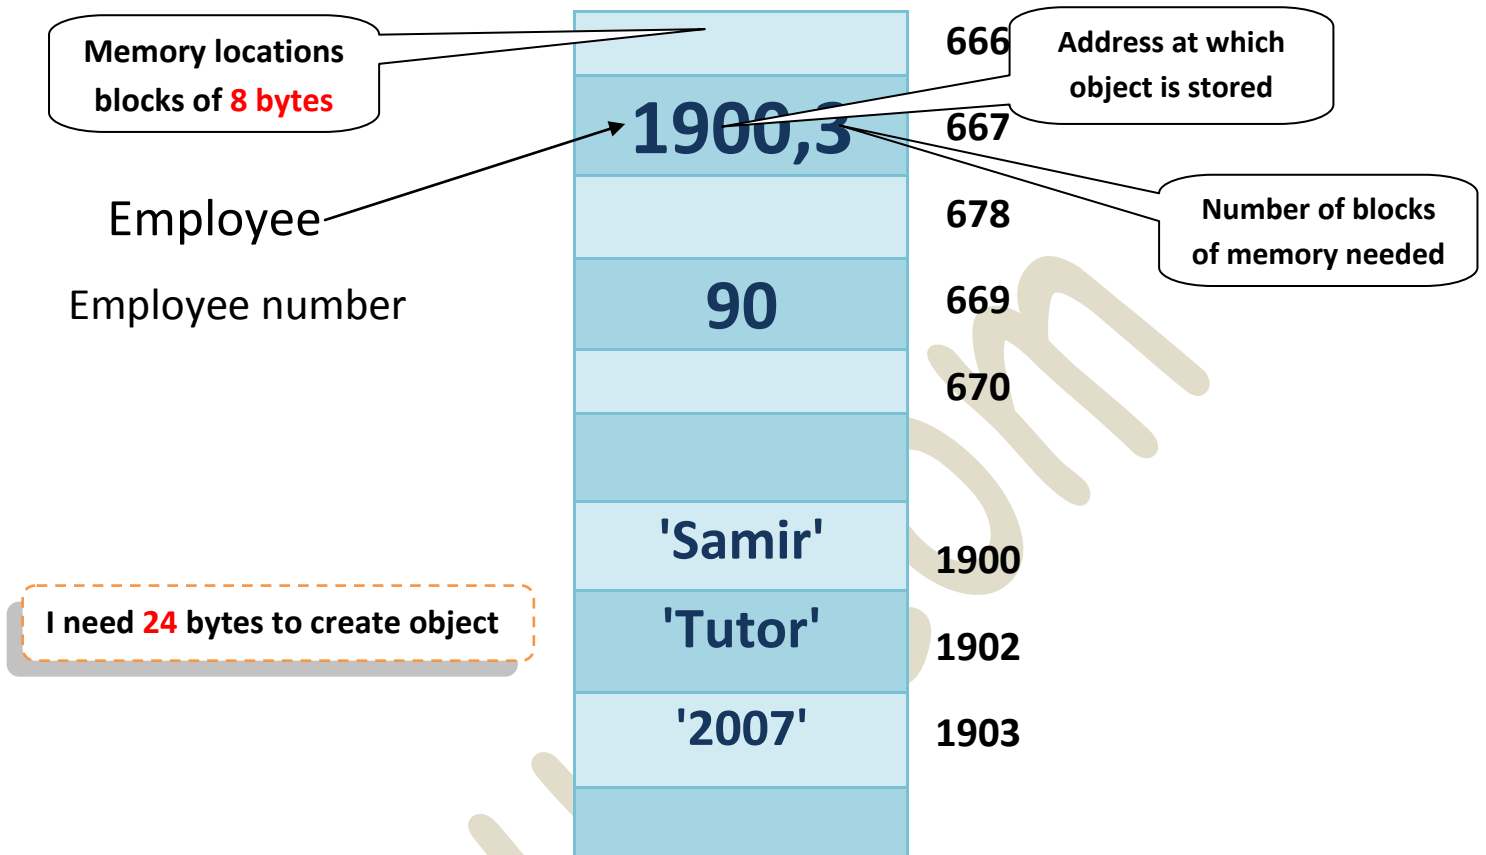 Memory locations
blocks of 8 bytes
666
Address at which
object is stored
1900,3
667
Employee
678
Number of blocks
of memory needed
Employee number
90
669
670
'Samir'
1900
I need 24 bytes to create object
'Tutor'
1902
'2007'
1903